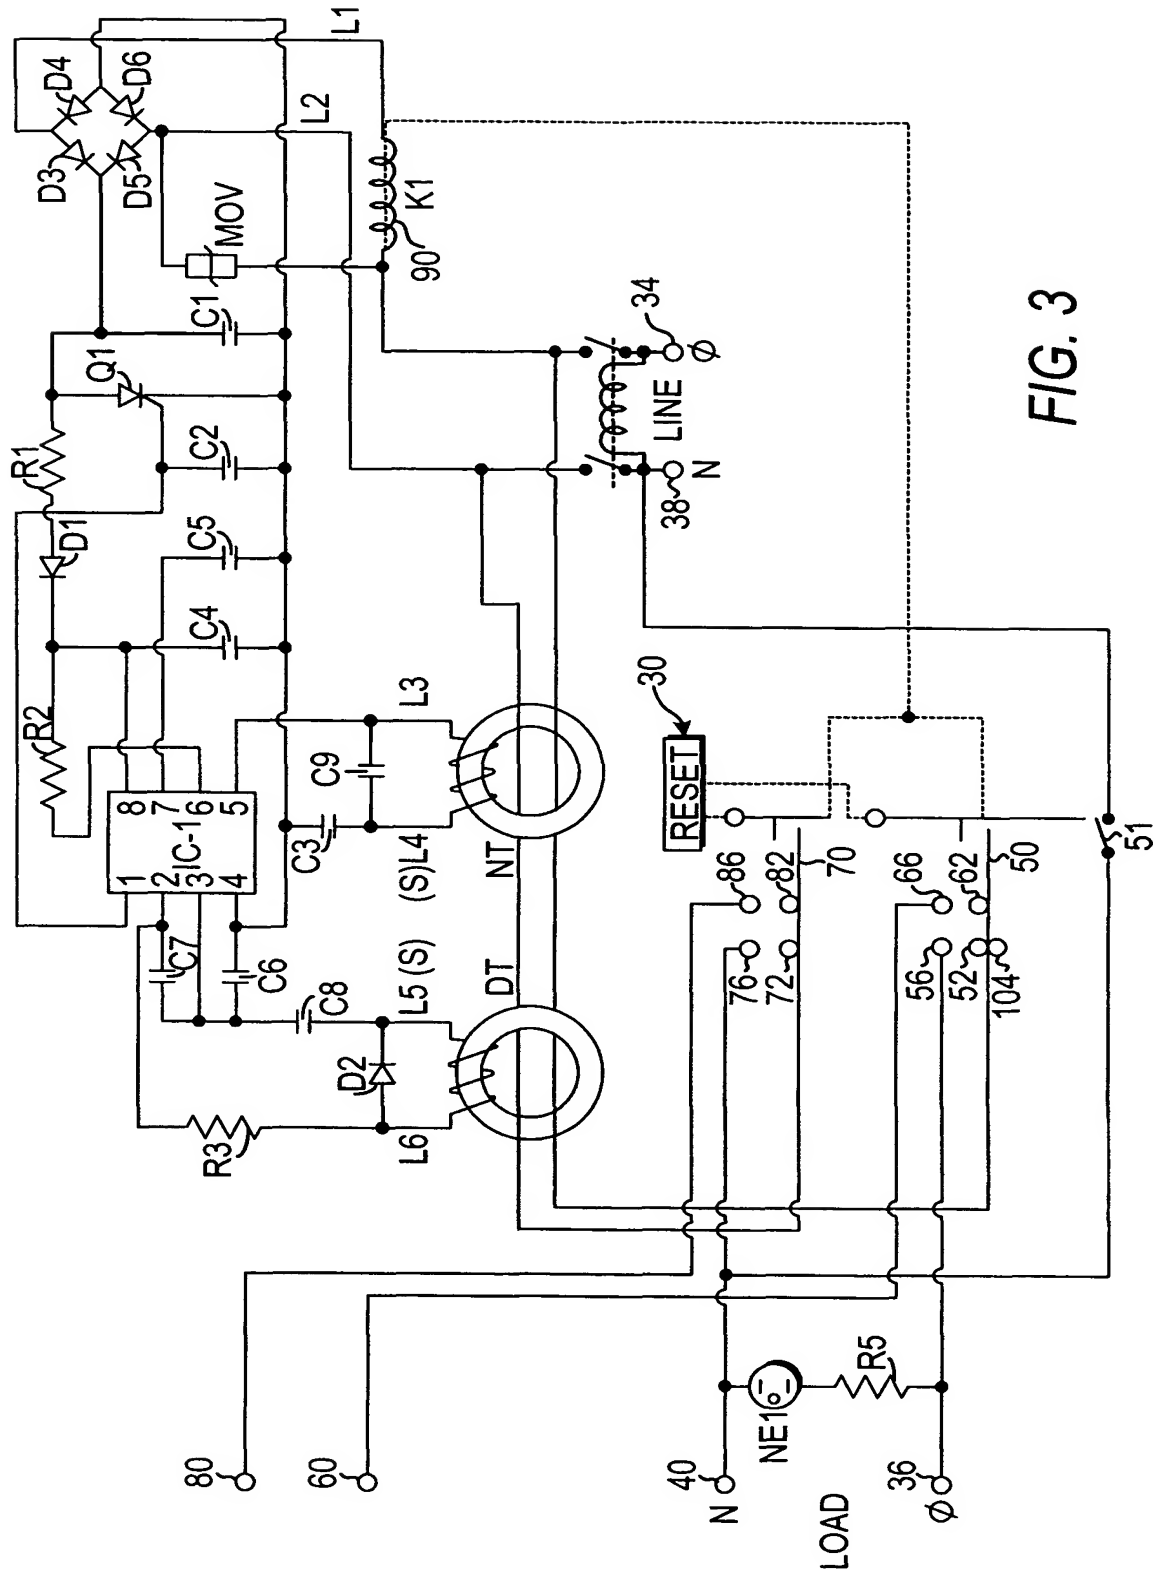 80
60
40
N
LOAD
36
Φ
NE1
R5
R3
L6
D2
L5(S)
DT
C8
C7
C6
1
2
3
4
IC-1
8
7
6
5
R2
C3
C9
(S)L4
L3
NT
D1
R1
C4
C5
C2
Q1
C1
MOV
D3
D4
D5
D6
L1
L2
K1
90
34
Φ
LINE
38
N
30
RESET
86
82
70
76
72
66
62
50
56
52
104
51
FIG. 3